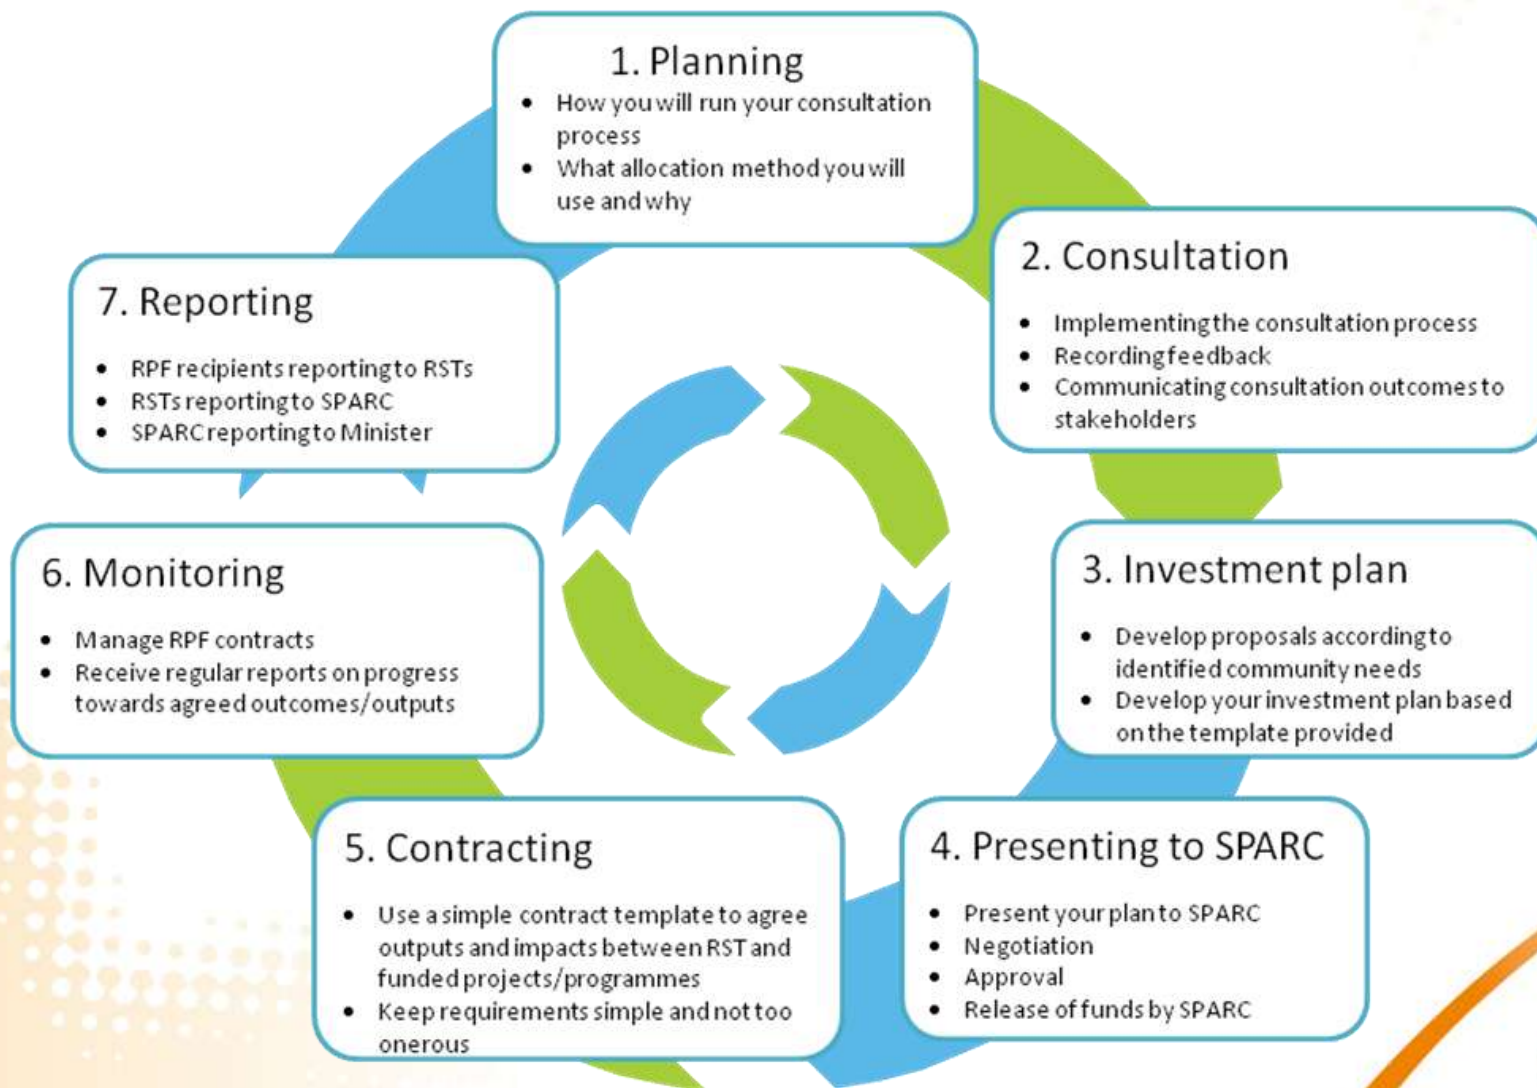 1. Planning
• How you will run your consultation
process
• What allocation method you will
use and why
2. Consultation
• Implementing the consultation process
• Recording feedback
• Communicating consultation outcomes to
stakeholders
3. Investment plan
• Develop proposals according to
identified community needs
• Develop your investment plan based
on the template provided
4. Presenting to SPARC
• Present your plan to SPARC
• Negotiation
• Approval
• Release of funds by SPARC
5. Contracting
• Use a simple contract template to agree
outputs and impacts between RST and
funded projects/programmes
• Keep requirements simple and not too
onerous
6. Monitoring
• Manage RPF contracts
• Receive regular reports on progress
towards agreed outcomes/outputs
7. Reporting
• RPF recipients reporting to RSTs
• RSTs reporting to SPARC
• SPARC reporting to Minister